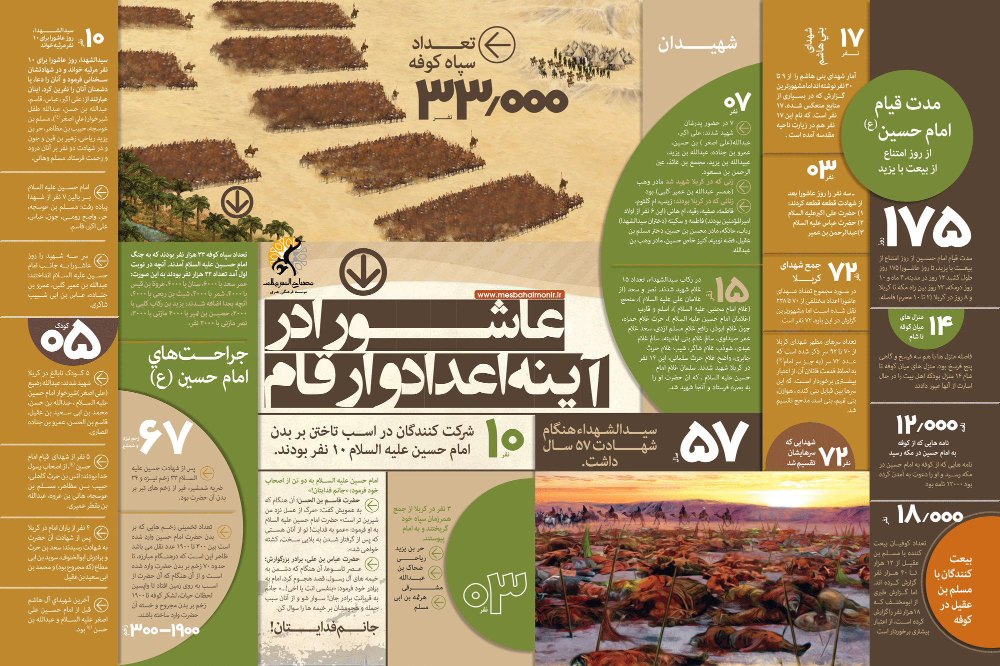 مدت قیام
امام حسین (ع)
از روز امتناع
از بیعت با یزید
۱۷۵
روز
مدت قیام امام حسین از روز امتناع از
بیعت با یزید، تا روز عاشورا ۱۷۵ روز
طول کشید ۱۲ روز در مدینه، ۴ ماه و ۱۰
روز درمکه، ۲۳ روز بین راه مکه تا کربلا
و ۸ روز در کربلا (۲ تا ۱۰ محرم) فاصله.
۱۴
منزل های
میان کوفه
تا شام
فاصله منزل ها با هم سه فرسخ و گاهی
پنج فرسخ بود. منزل های میان کوفه تا
شام ۱۴ منزل بودکه اهل بیت را در حال
اسارت از آنها عبور دادند
۱۲٫۰۰۰
نامه
نامه هایی که از کوفه
به امام حسین در مکه رسید
نامه هایی که از کوفه به امام حسین در
مکه رسید و او را دعوت به آمدن کرده
بود ۱۲۰۰۰ نامه بود
۱۸٫۰۰۰
نفر
بیعت
کنندگان با
مسلم بن
عقیل در
کوفه
تعداد کوفیان بیعت
کننده با مسلم بن
عقیل از ۱۲ هزار
تا ۴۰ هزار نفر
گزارش کرده اند.
اما گزارش طبری
از ابومخنف که
۱۸هزار نفر را گزارش
کرده است، از اعتبار
بیشتری برخوردار است
۱۷
نفر
شهدای
بنی هاشم
آمار شهدای بنی هاشم را از ۹ تا
۳۰ نفر نوشته‌اند اما مشهورترین
گزارش که در بسیاری از
منابع منعکس شده، ۱۷
نفر است. که نام این ۱۷
نفر هم در زیارت ناحیه
مقدسه آمده است .
۰۳
نفر
ـ سه نفر را روز عاشورا بعد
از شهادت قطعه قطعه کردند:
۱) حضرت علی اکبرعلیه السلام
۲) حضرت عباس علیه السلام
۳)عبدالرحمن بن عمیر
۷۲
نفر
جمع شهدای
کربلا
در مورد مجموع تعداد شهدای
عاشورا اعداد مختلفی از ۷۰ تا ۲۲۸
نقل شده است اما مشهورترین
گزارش در این باره، ۷۲ نفر است
تعداد سرهای مطهر شهدای کربلا
از ۷۰ تا ۹۲ سر ذکر شده است که
عدد ۷۲ سر (به جز سر امام(ع))
به لحاظ قدمت قائلان آن، از اعتبار
بیشتری برخوردار است. که این
سرها بین قبایل بنی کنده ، هوازن،
بنی تمیم، بنی اسد، مذحج تقسیم
شد.
شهدایی که
سرهایشان
تقسیم شد
۷۲
نفر
شهیدان
۰۷
نفر
۷ در حضور پدرشان
شهید شدند: علی اکبر،
عبدالله(علی اصغر ) بن حسین،
عمرو بن جناده، عبدالله بن یزید،
عبیدالله بن یزید، مجمع بن عائذ، عبن
الرحمن بن مسعود.
زنی که در کربلا شهید شد مادر وهب
(همسر عبدالله بن عمیر کلبی) بود
زنانی که در کربلا بودند: زینب، ام کلثوم،
فاطمه، صفیه، رقیه، ام هانی (این ۶ نفر از اولاد
امیرالمؤمنین بودند) فاطمه و سکینه (دختران سیدالشهدا)
رباب، عاتکه، مادر محسن بن حسین، دختر مسلم بن
عقیل، فضه نوبیه، کنیز خاص حسین، مادر وهب بن
عبدالله.
۱۵
نفر
در رکاب سیدالشهداء، تعداد ۱۵
غلام شهید شدند. نصر و سعد (از
غلامان علی علیه السلام )، منجح
(غلام امام مجتبی علیه السلام )، اسلم و قارب
(غلامان امام حسین علیه السلام )، حرث غلام حمزه،
جون غلام ابوذر، رافع غلام مسلم ازدی، سعد غلام
عمر صیداوی، سالم غلام بنی المدینه، سالم غلام
عبدی، شوذب غلام شاکر، شیب غلام حرث
جابری، واضح غلام حرث سلمانی، این ۱۴ نفر
در کربلا شهید شدند. سلمان غلام امام
حسین علیه السلام ، که آن حضرت او را
به بصره فرستاد و آنجا شهید شد.
۵۷
سال
سیدالشهداءهنگام
شهادت ۵۷ سال
داشت.
تعداد
سپاه کوفه
۳۳٫۰۰۰
نفر
مصباح المنیر ولایت
موسسه فرهنگی هنری
www.mesbahalmonir.ir
عاشورا در
آینه اعداد و ارقام
۱۰
نفر
شرکت کنندگان در اسب تاختن بر بدن
امام حسین علیه السلام ۱۰ نفر بودند.
۰۳
نفر
۳ نفر در کربلا از جمع
همرزمان سپاه خود
گریختند و به امام
پیوستند.
حر بن یزید
ریاحی
ضحاک بن
عبدالله
مشرقی
هرثمه بن ابی
مسلم
امام حسین علیه السلام به دو تن از اصحاب
خود فرمود: «جانم فدایتان!»
حضرت قاسم بن الحسن؛ آن هنگام که
به عمویش گفت: «مرگ از عسل نزد من
شیرین تر است» حضرت امام حسین علیه السلام
به او فرمود: «عمو به فدایت! تو از آنان هستی
که پس از گرفتار شدن به بلایی سخت، کشته
خواهی شد».
حضرت عباس بن علی، برادر بزرگوارش؛
عصر تاسوعا، آن هنگام که دشمن به
خیمه های آل رسول، قصد هجوم کرد، امام به
برادر خود فرمود: «بنفسی انت یا اخی!...» جانم
به قربانت برادر جان! سوار شو و از آنان سبب
حمله و هجومشان بر خیمه ها را سوال کن.
جانم فدایتان!
تعداد سپاه کوفه ۳۳ هزار نفر بودند که به جنگ
امام حسین علیه السلام آمدند. آنچه در نوبت
اول آمد تعداد ۲۲ هزار نفر بودند به این صورت:
عمر سعد با ۶۰۰۰، سنان با ۴۰۰۰، عروة بن قیس
با ۴۰۰۰، شمر با ۴۰۰۰، شبث بن ربعی با ۴۰۰۰،
آنچه بعدا اضافه شدند: یزید بن رکاب کلبی با
۲۰۰۰، حصین بن نمیر با ۴۰۰۰ مازنی با ۳۰۰۰،
نصر مازنی با ۲۰۰۰ نفر،
جراحت‌هاي
امام حسین (ع)
۶۷
زخم نیزه
و شمشیر
پس از شهادت حسین علیه
السلام ۳۳ زخم نیزه و ۳۴
ضربه شمشیر، غیر از زخم های تیر بر
بدن آن حضرت بود.
تعداد تخمینی زخم هایی که بر
بدن حضرت امام حسین وارد شده
است بین ۳۰۰ تا ۱۹۰۰ عدد نقل می باشد
ظاهر این است که درهنگام مبارزه، تا
حدود ۷۰ زخم بر بدن حضرت وارد شده
است و از آن هنگام که آن حضرت از
اسب به روی زمین افتاد تا واپسین
لحظات حیات، لشکر کوفه تا ۱۹۰۰
زخم بر بدن مجروح و خسته آن
حضرت وارد ساخته باشند.
۳۰۰–۱۹۰۰
زخم
۱۰
نفر
سیدالشهدا،
روز عاشورا برای ۱۰
نفر مرثیه خواند
سیدالشهدا، روز عاشورا برای ۱۰
نفر مرثیه خواند و در شهادتشان
سخنانی فرمود و آنان را دعا، یا
دشمنان آنان را نفرین کرد. اینان
عبارتند از: علی اکبر، عباس، قاسم،
عبدالله بن حسن، عبدالله طفل
شیرخوار(علی اصغر(ع))، مسلم بن
عوسجه، حبیب بن مظاهر، حر بن
یزید ریاحی، زهیر بن قین و جون
و در شهادت دو نفر بر آنان درود
و رحمت فرستاد. مسلم وهانی.
امام حسین علیه السلام
بر بالین ۷ نفر از شهدا
پیاده رفت: مسلم بن عوسجه،
حر، واضح رومی، جون، عباس،
علی اکبر، قاسم.
سر سه شهید را روز
عاشورا به جانب امام
حسین علیه السلام انداختند:
عبدالله بن عمیر کلبی، عمرو بن
جناده، عاس بن ابی شبیب
شاکری.
۰۵
کودک
۵ کودک نابالغ در کربلا
شهید شدند: عبدالله رضیع
(علی اصغر )شیرخوار امام حسین
علیه السلام ، عبدالله بن حسن،
محمد بن ابی سعید بن عقیل،
قاسم بن الحسن، عمرو بن جناده
انصاری.
۵ نفر از شهدای قیام امام
حسین(ع)، از اصحاب رسول
خدا بودند: انس بن حرث کاهلی،
حبیب بن مظاهر، مسلم بن
عوسجه، هانی بن عروه، عبدالله
بن بقطر عمیری.
۴ نفر از یاران امام در کربلا
پس از شهادت آن حضرت
به شهادت رسیدند: سعد بن حرث
و برادرش ابوالخنوف، سوید بن ابی
مطاع (که مجروح بود) و محمد بن
ابی سعید بن عقیل
آخرین شهیدای آل هاشم
قبل از امام حسین علی
اصغر علیه السلام و عبدالله بن
حسن (ع) بود.